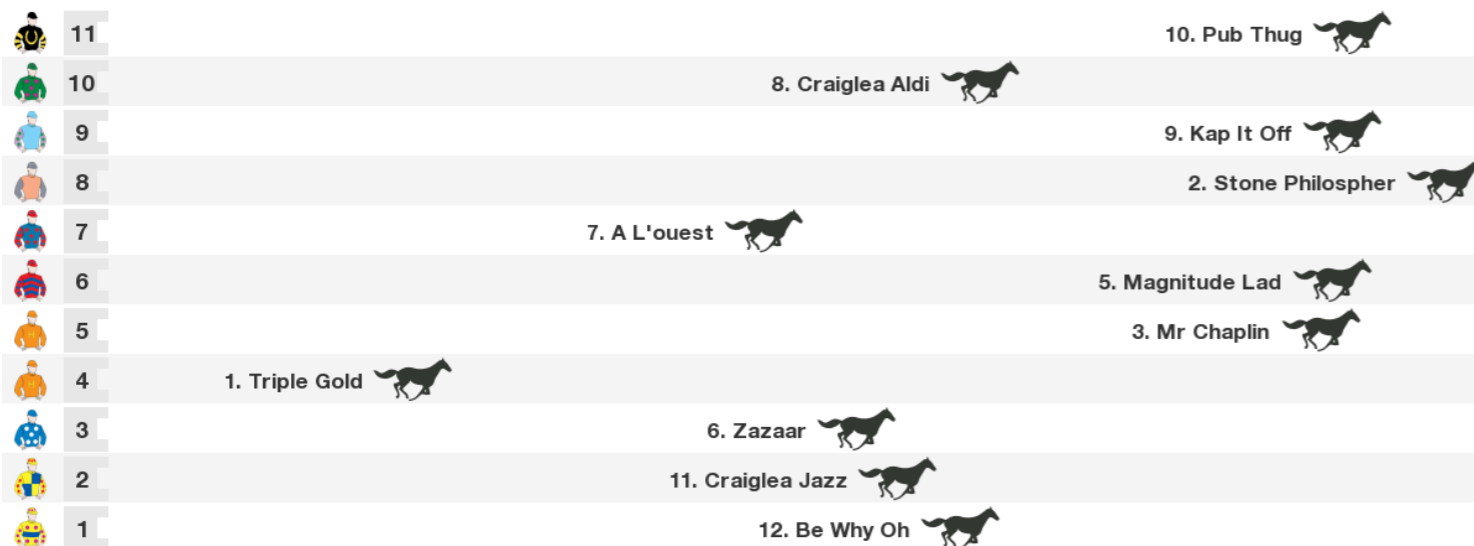 11 10. Pub Thug
10 8. Craiglea Aldi
9 9. Kap It Off
8 2. Stone Philospher
7 7. A L'ouest
6 5. Magnitude Lad
5 3. Mr Chaplin
4 1. Triple Gold
3 6. Zazaar
2 11. Craiglea Jazz
1 12. Be Why Oh